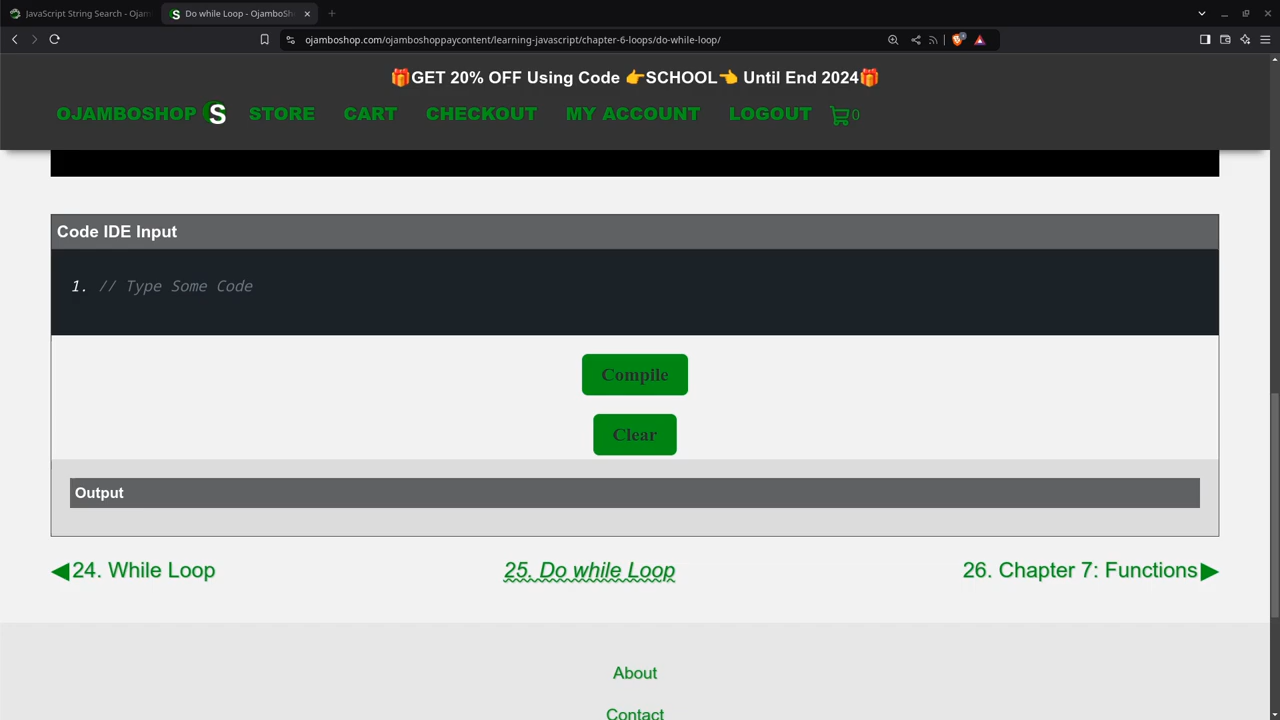 JavaScript String Search - Ojam
Do while Loop - OjamboSh
ojamboshop.com/ojamboshoppaycontent/learning-javascript/chapter-6-loops/do-while-loop/
🎁GET 20% OFF Using Code 👉SCHOOL👈 Until End 2024🎁
OJAMBOSHOP S STORE CART CHECKOUT MY ACCOUNT LOGOUT 0
Code IDE Input
1. // Type Some Code
Compile
Clear
Output
◀24. While Loop
25. Do while Loop
26. Chapter 7: Functions▶
About
Contact